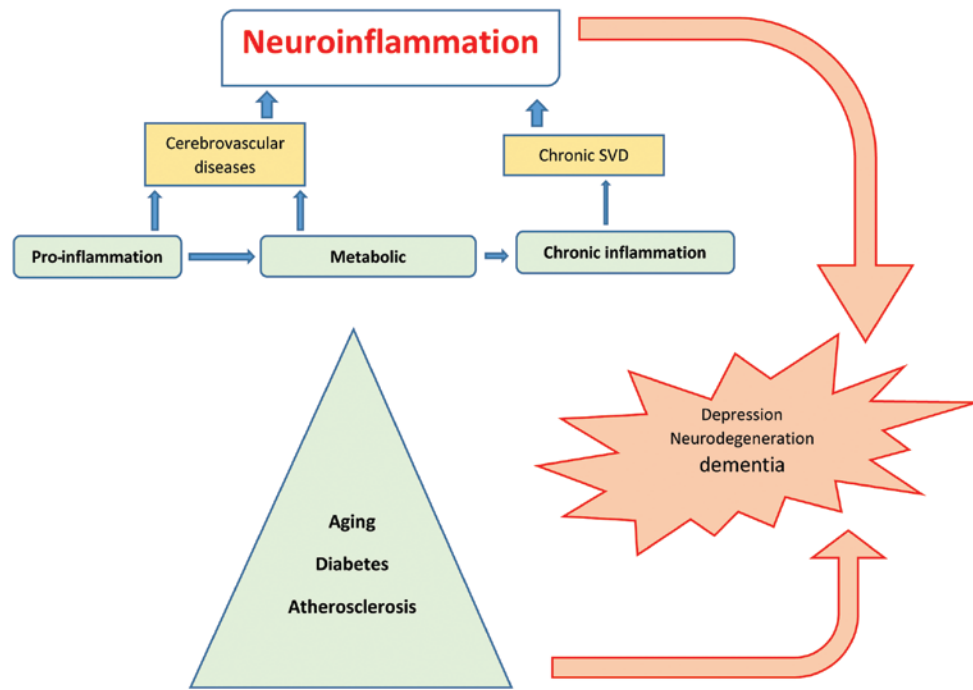 Neuroinflammation
Cerebrovascular
diseases
Chronic SVD
Pro-inflammation
Metabolic
Chronic inflammation
Depression
Neurodegeneration
dementia
Aging
Diabetes
Atherosclerosis